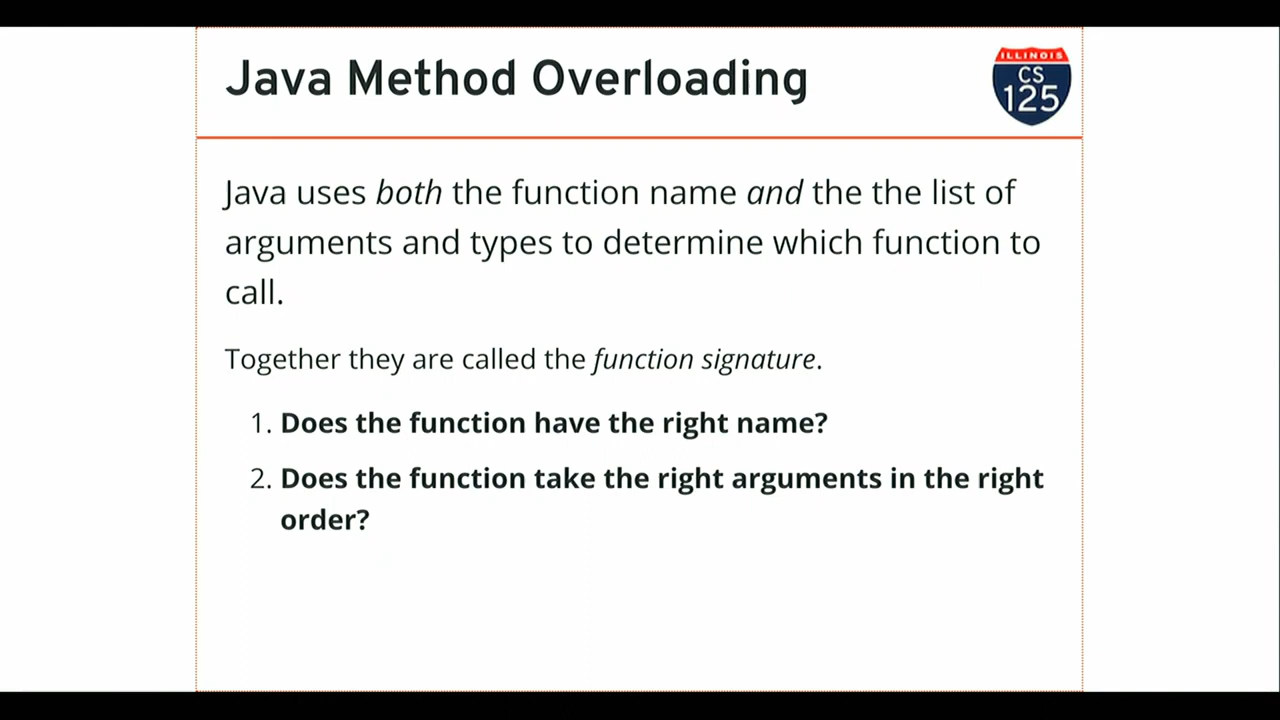 Java Method Overloading
ILLINOIS
CS
125
Java uses both the function name and the the list of
arguments and types to determine which function to
call.
Together they are called the function signature.
1. Does the function have the right name?
2. Does the function take the right arguments in the right
order?